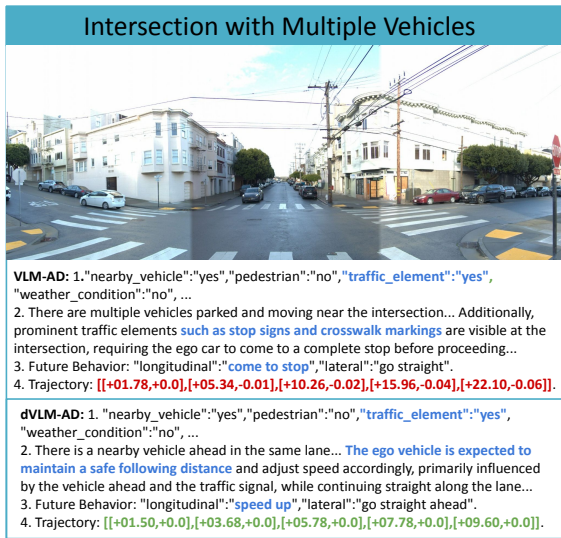 Intersection with Multiple Vehicles
VLM-AD: 1."nearby_vehicle":"yes","pedestrian":"no","traffic_element":"yes",
"weather_condition":"no", ...
2. There are multiple vehicles parked and moving near the intersection... Additionally,
prominent traffic elements such as stop signs and crosswalk markings are visible at the
intersection, requiring the ego car to come to a complete stop before proceeding...
3. Future Behavior: "longitudinal":"come to stop","lateral":"go straight".
4. Trajectory: [[+01.78,+0.0],[+05.34,-0.01],[+10.26,-0.02],[+15.96,-0.04],[+22.10,-0.06]].
dVLM-AD: 1. "nearby_vehicle":"yes","pedestrian":"no","traffic_element":"yes",
"weather_condition":"no", ...
2. There is a nearby vehicle ahead in the same lane... The ego vehicle is expected to
maintain a safe following distance and adjust speed accordingly, primarily influenced
by the vehicle ahead and the traffic signal, while continuing straight along the lane...
3. Future Behavior: "longitudinal":"speed up","lateral":"go straight ahead".
4. Trajectory: [[+01.50,+0.0],[+03.68,+0.0],[+05.78,+0.0],[+07.78,+0.0],[+09.60,+0.0]].